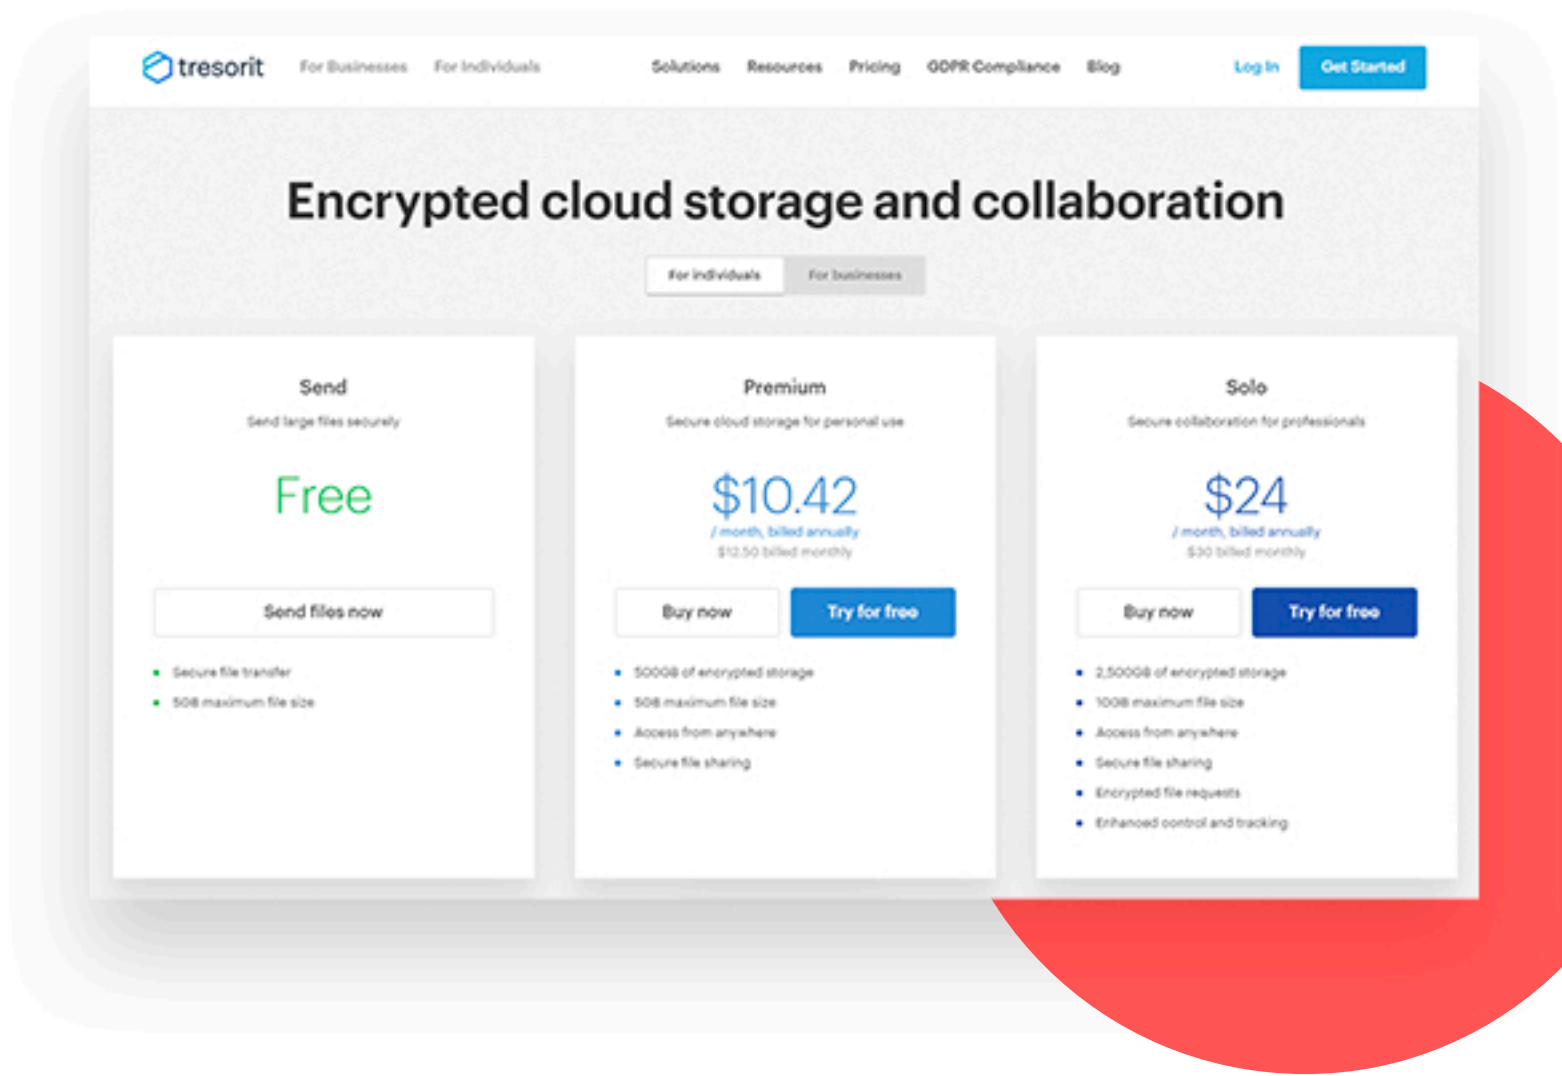 tresorit For Businesses For Individuals Solutions Resources Pricing GDPR Compliance Blog Log In Get Started
Encrypted cloud storage and collaboration
For individuals For businesses
Send
Send large files securely
Free
Send files now
Secure file transfer
5GB maximum file size
Premium
Secure cloud storage for personal use
$10.42
/ month, billed annually
$12.50 billed monthly
Buy now Try for free
500GB of encrypted storage
5GB maximum file size
Access from anywhere
Secure file sharing
Solo
Secure collaboration for professionals
$24
/ month, billed annually
$30 billed monthly
Buy now Try for free
2,500GB of encrypted storage
10GB maximum file size
Access from anywhere
Secure file sharing
Encrypted file requests
Enhanced control and tracking